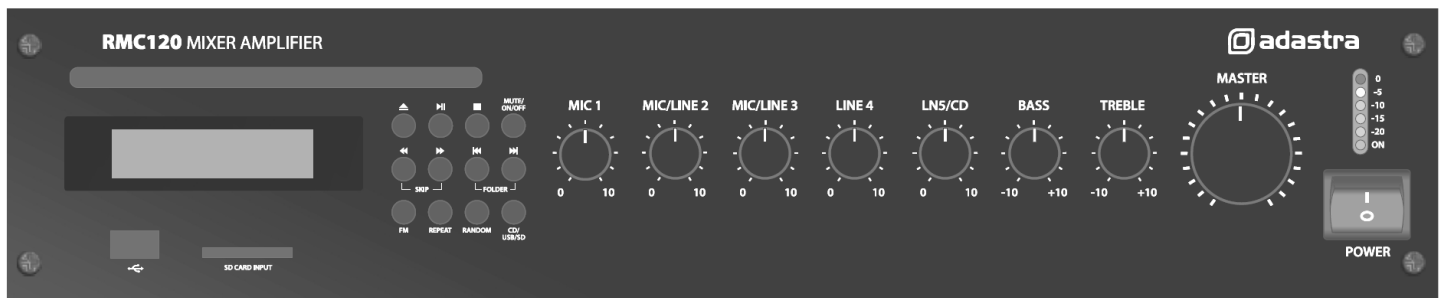 RMC120 MIXER AMPLIFIER
adastra
MUTE/
ON/OFF
SKIP
FOLDER
FM
REPEAT
RANDOM
CD/
USB/SD
SD CARD INPUT
MIC 1
0 10
MIC/LINE 2
0 10
MIC/LINE 3
0 10
LINE 4
0 10
LN5/CD
0 10
BASS
-10 +10
TREBLE
-10 +10
MASTER
0
-5
-10
-15
-20
ON
POWER